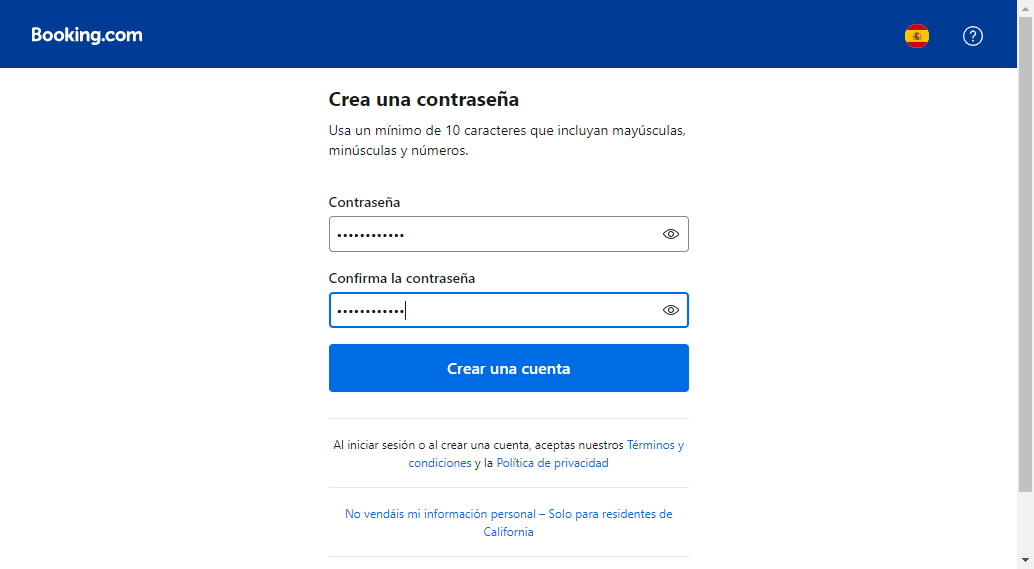 Booking.com
Crea una contraseña
Usa un mínimo de 10 caracteres que incluyan mayúsculas,
minúsculas y números.
Contraseña
••••••••••••
Confirma la contraseña
••••••••••••
Crear una cuenta
Al iniciar sesión o al crear una cuenta, aceptas nuestros Términos y
condiciones y la Política de privacidad
No vendáis mi información personal – Solo para residentes de
California